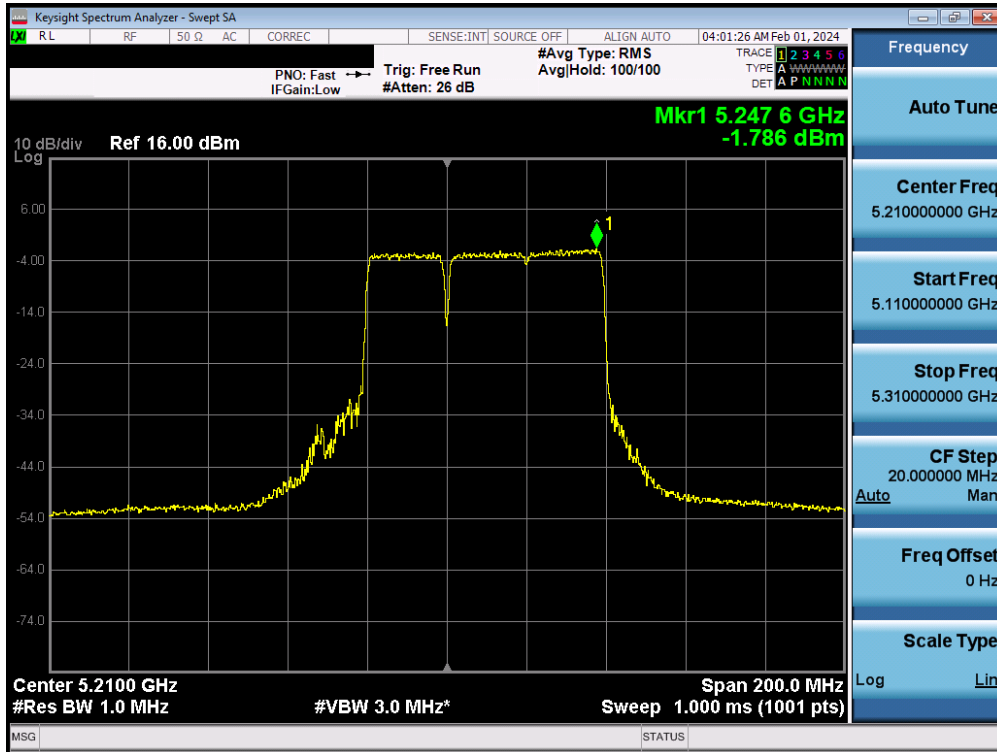 Keysight Spectrum Analyzer - Swept SA
LXI RL RF 50 Ω AC CORREC SENSE:INT SOURCE OFF ALIGN AUTO 04:01:26 AM Feb 01, 2024
PNO: Fast Trig: Free Run #Avg Type: RMS TRACE 1 2 3 4 5 6
IFGain:Low #Atten: 26 dB Avg|Hold: 100/100 TYPE A WWWWW
DET A P N N N N
Mkr1 5.247 6 GHz
-1.786 dBm
10 dB/div Ref 16.00 dBm
Log
1
6.00
-4.00
-14.0
-24.0
-34.0
-44.0
-54.0
-64.0
-74.0
Center 5.2100 GHz Span 200.0 MHz
#Res BW 1.0 MHz #VBW 3.0 MHz* Sweep 1.000 ms (1001 pts)
MSG STATUS
Frequency
Auto Tune
Center Freq
5.210000000 GHz
Start Freq
5.110000000 GHz
Stop Freq
5.310000000 GHz
CF Step
20.000000 MHz
Auto Man
Freq Offset
0 Hz
Scale Type
Log Lin